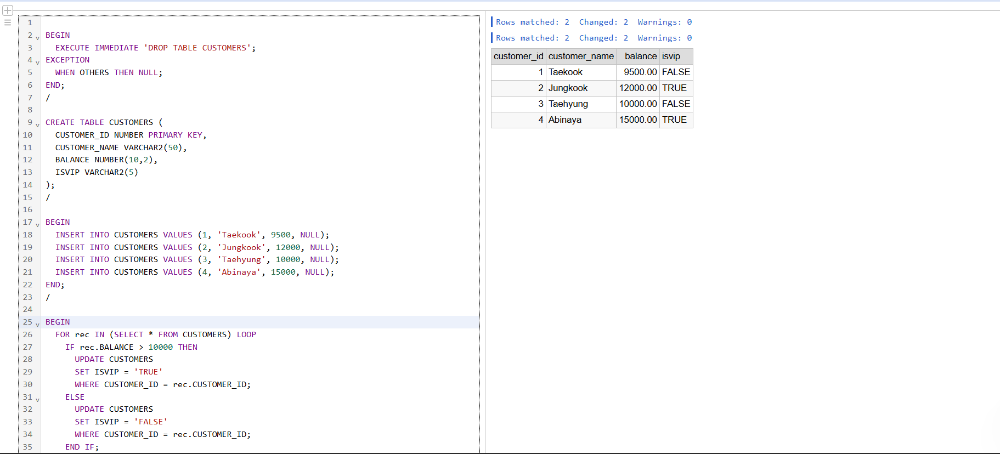 1
2 BEGIN
3 EXECUTE IMMEDIATE 'DROP TABLE CUSTOMERS';
4 EXCEPTION
5 WHEN OTHERS THEN NULL;
6 END;
7 /
8
9 CREATE TABLE CUSTOMERS (
10 CUSTOMER_ID NUMBER PRIMARY KEY,
11 CUSTOMER_NAME VARCHAR2(50),
12 BALANCE NUMBER(10,2),
13 ISVIP VARCHAR2(5)
14 );
15 /
16
17 BEGIN
18 INSERT INTO CUSTOMERS VALUES (1, 'Taekook', 9500, NULL);
19 INSERT INTO CUSTOMERS VALUES (2, 'Jungkook', 12000, NULL);
20 INSERT INTO CUSTOMERS VALUES (3, 'Taehyung', 10000, NULL);
21 INSERT INTO CUSTOMERS VALUES (4, 'Abinaya', 15000, NULL);
22 END;
23 /
24
25 BEGIN
26 FOR rec IN (SELECT * FROM CUSTOMERS) LOOP
27 IF rec.BALANCE > 10000 THEN
28 UPDATE CUSTOMERS
29 SET ISVIP = 'TRUE'
30 WHERE CUSTOMER_ID = rec.CUSTOMER_ID;
31 ELSE
32 UPDATE CUSTOMERS
33 SET ISVIP = 'FALSE'
34 WHERE CUSTOMER_ID = rec.CUSTOMER_ID;
35 END IF;
Rows matched: 2 Changed: 2 Warnings: 0
Rows matched: 2 Changed: 2 Warnings: 0
customer_id customer_name balance isvip
1 Taekook 9500.00 FALSE
2 Jungkook 12000.00 TRUE
3 Taehyung 10000.00 FALSE
4 Abinaya 15000.00 TRUE